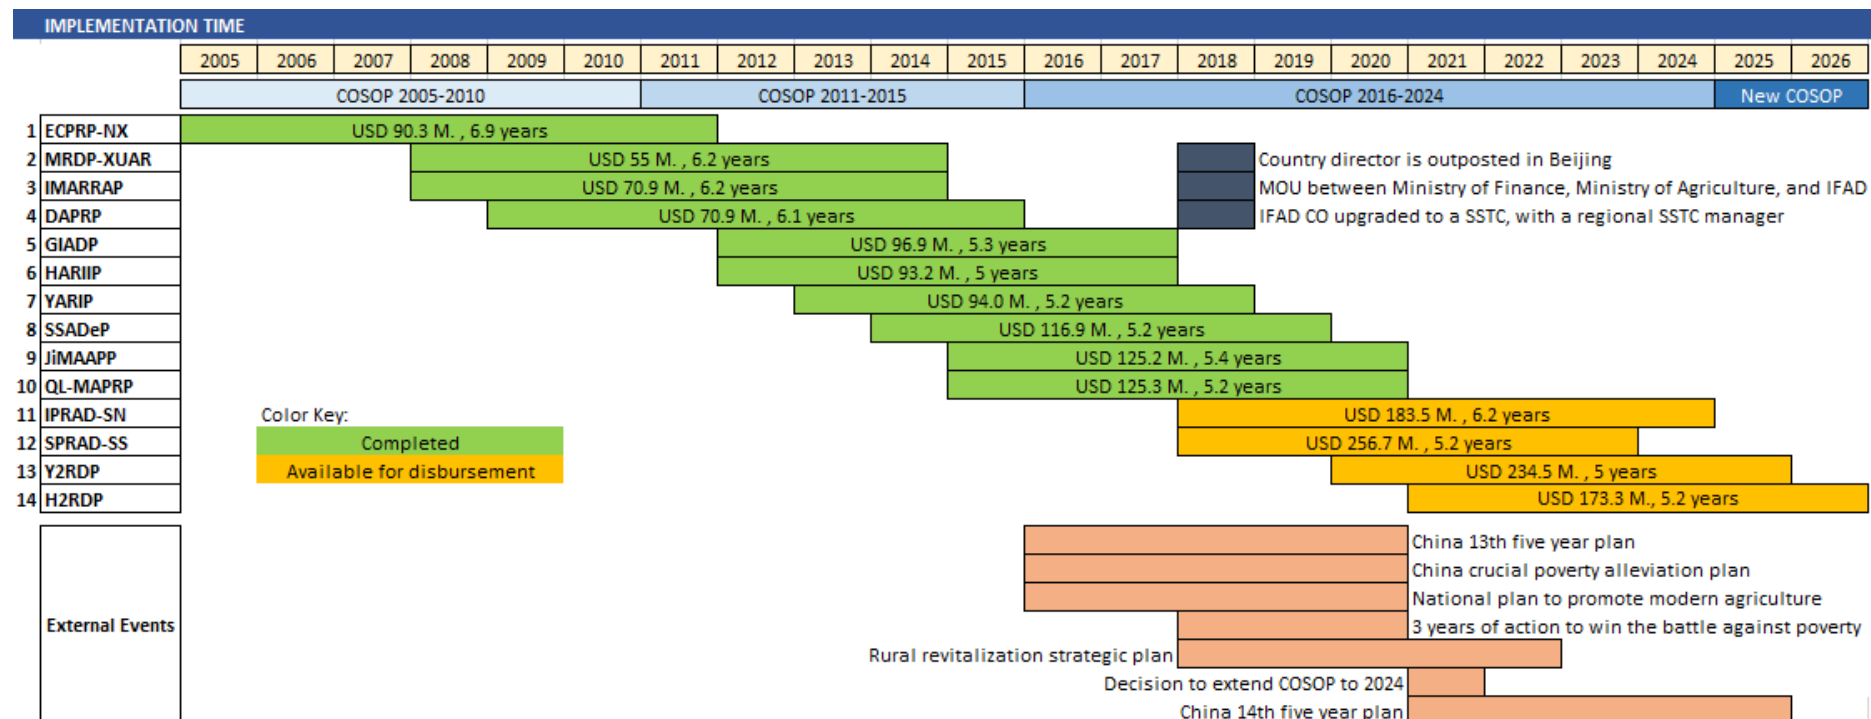 IMPLEMENTATION TIME
2005 2006 2007 2008 2009 2010 2011 2012 2013 2014 2015 2016 2017 2018 2019 2020 2021 2022 2023 2024 2025 2026
COSOP 2005-2010 COSOP 2011-2015 COSOP 2016-2024 New COSOP
1 ECPRP-NX USD 90.3 M. , 6.9 years
2 MRDP-XUAR USD 55 M. , 6.2 years Country director is outposted in Beijing
3 IMARRAP USD 70.9 M. , 6.2 years MOU between Ministry of Finance, Ministry of Agriculture, and IFAD
4 DAPRP USD 70.9 M. , 6.1 years IFAD CO upgraded to a SSTC, with a regional SSTC manager
5 GIADP USD 96.9 M. , 5.3 years
6 HARIIP USD 93.2 M. , 5 years
7 YARIP USD 94.0 M. , 5.2 years
8 SSADeP USD 116.9 M. , 5.2 years
9 JiMAAPP USD 125.2 M. , 5.4 years
10 QL-MAPRP USD 125.3 M. , 5.2 years
11 IPRAD-SN Color Key: USD 183.5 M. , 6.2 years
12 SPRAD-SS Completed USD 256.7 M. , 5.2 years
13 Y2RDP Available for disbursement USD 234.5 M. , 5 years
14 H2RDP USD 173.3 M., 5.2 years
China 13th five year plan
China crucial poverty alleviation plan
National plan to promote modern agriculture
External Events 3 years of action to win the battle against poverty
Rural revitalization strategic plan
Decision to extend COSOP to 2024
China 14th five year plan